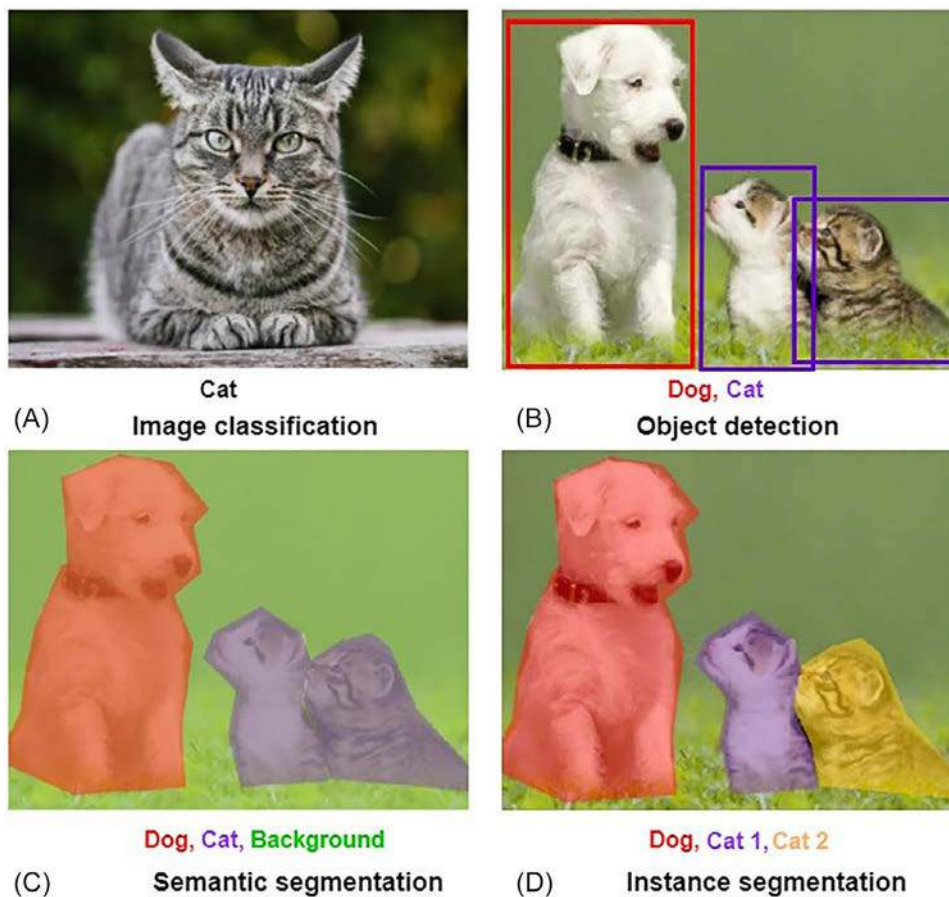 Cat
(A) Image classification
Dog, Cat
(B) Object detection
Dog, Cat, Background
(C) Semantic segmentation
Dog, Cat 1, Cat 2
(D) Instance segmentation